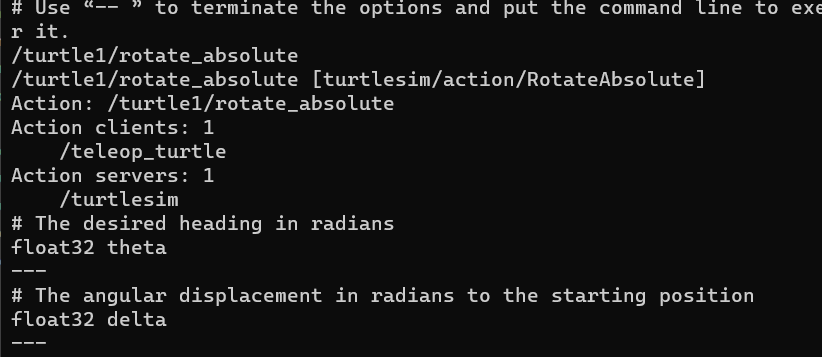 # Use “-- ” to terminate the options and put the command line to exe
r it.
/turtle1/rotate_absolute
/turtle1/rotate_absolute [turtlesim/action/RotateAbsolute]
Action: /turtle1/rotate_absolute
Action clients: 1
    /teleop_turtle
Action servers: 1
    /turtlesim
# The desired heading in radians
float32 theta
---
# The angular displacement in radians to the starting position
float32 delta
---